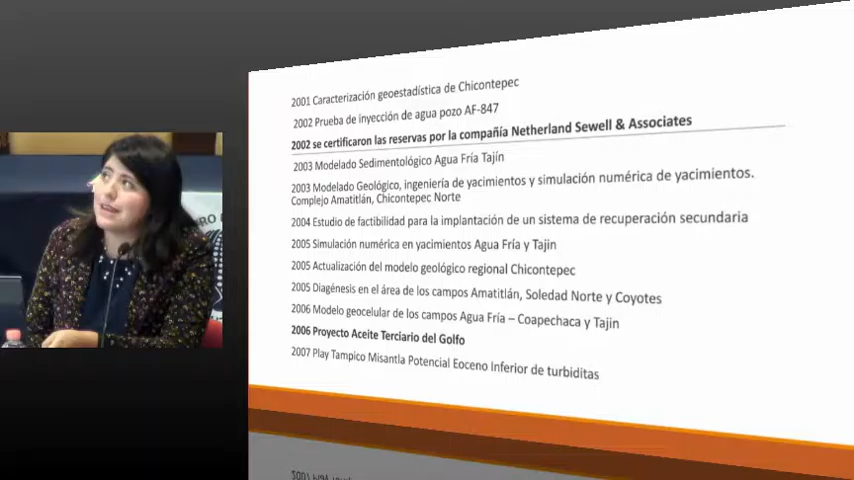 2001 Caracterización geoestadística de Chicontepec
2002 Prueba de inyección de agua pozo AF-847
2002 se certificaron las reservas por la compañía Netherland Sewell & Associates
2003 Modelado Sedimentológico Agua Fría Tajín
2003 Modelado Geológico, ingeniería de yacimientos y simulación numérica de yacimientos.
Complejo Amatitlán, Chicontepec Norte
2004 Estudio de factibilidad para la implantación de un sistema de recuperación secundaria
2005 Simulación numérica en yacimientos Agua Fría y Tajin
2005 Actualización del modelo geológico regional Chicontepec
2005 Diagénesis en el área de los campos Amatitlán, Soledad Norte y Coyotes
2006 Modelo geocelular de los campos Agua Fría – Coapechaca y Tajin
2006 Proyecto Aceite Terciario del Golfo
2007 Play Tampico Misantla Potencial Eoceno Inferior de turbiditas